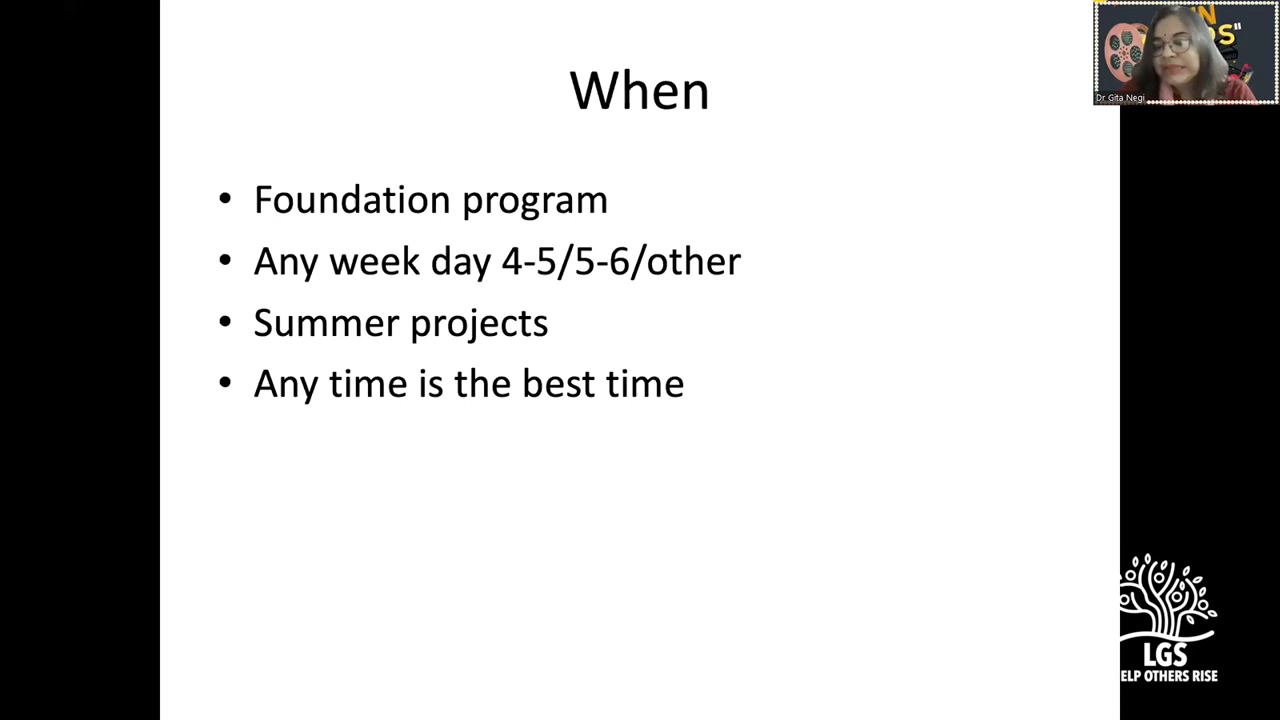 When
• Foundation program
• Any week day 4-5/5-6/other
• Summer projects
• Any time is the best time
Dr Gita Negi
LGS
ELP OTHERS RISE